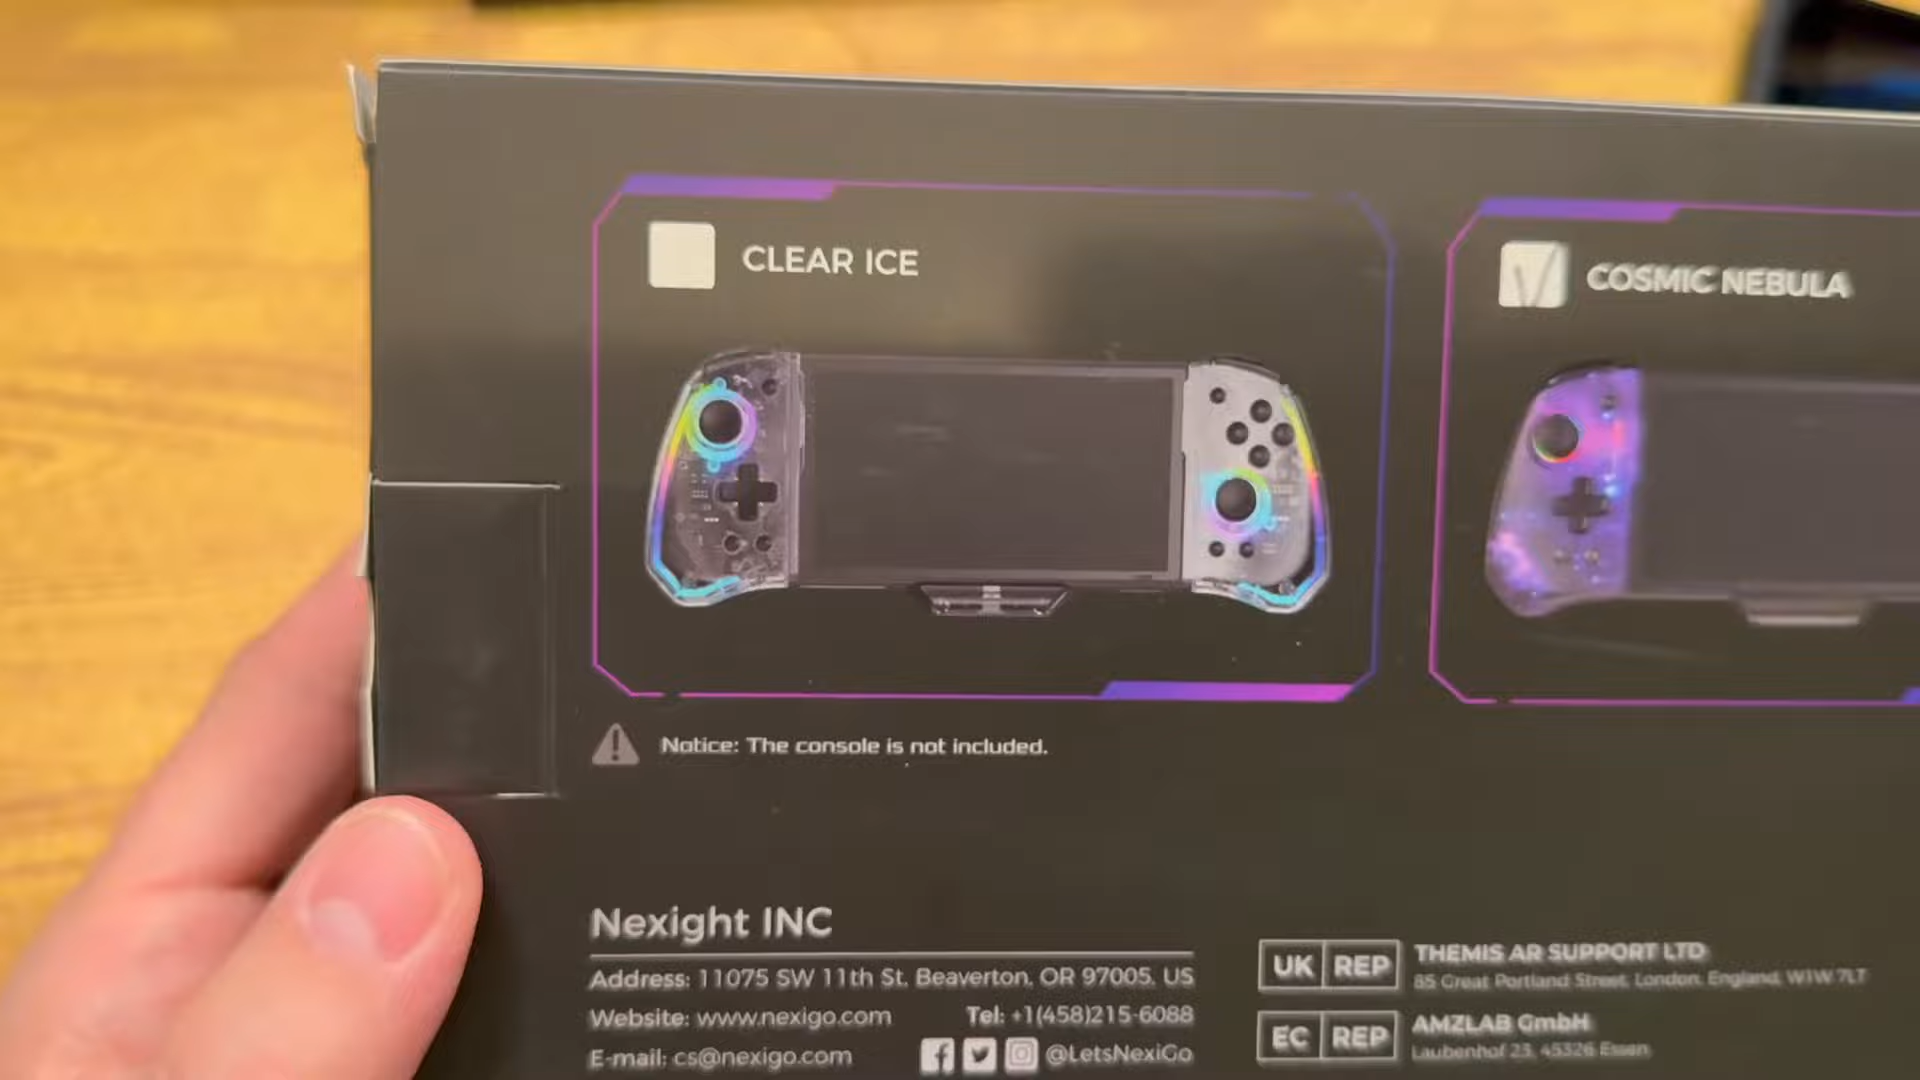 CLEAR ICE
COSMIC NEBULA
Notice: The console is not included.
Nexight INC
Address: 11075 SW 11th St. Beaverton, OR 97005, US
Website: www.nexigo.com Tel: +1(458)215-6088
E-mail: cs@nexigo.com @LetsNexiGo
UK REP THEMIS AR SUPPORT LTD
85 Great Portland Street, London, England, W1W 7LT
EC REP AMZLAB GmbH
Laubenhof 23, 45326 Essen